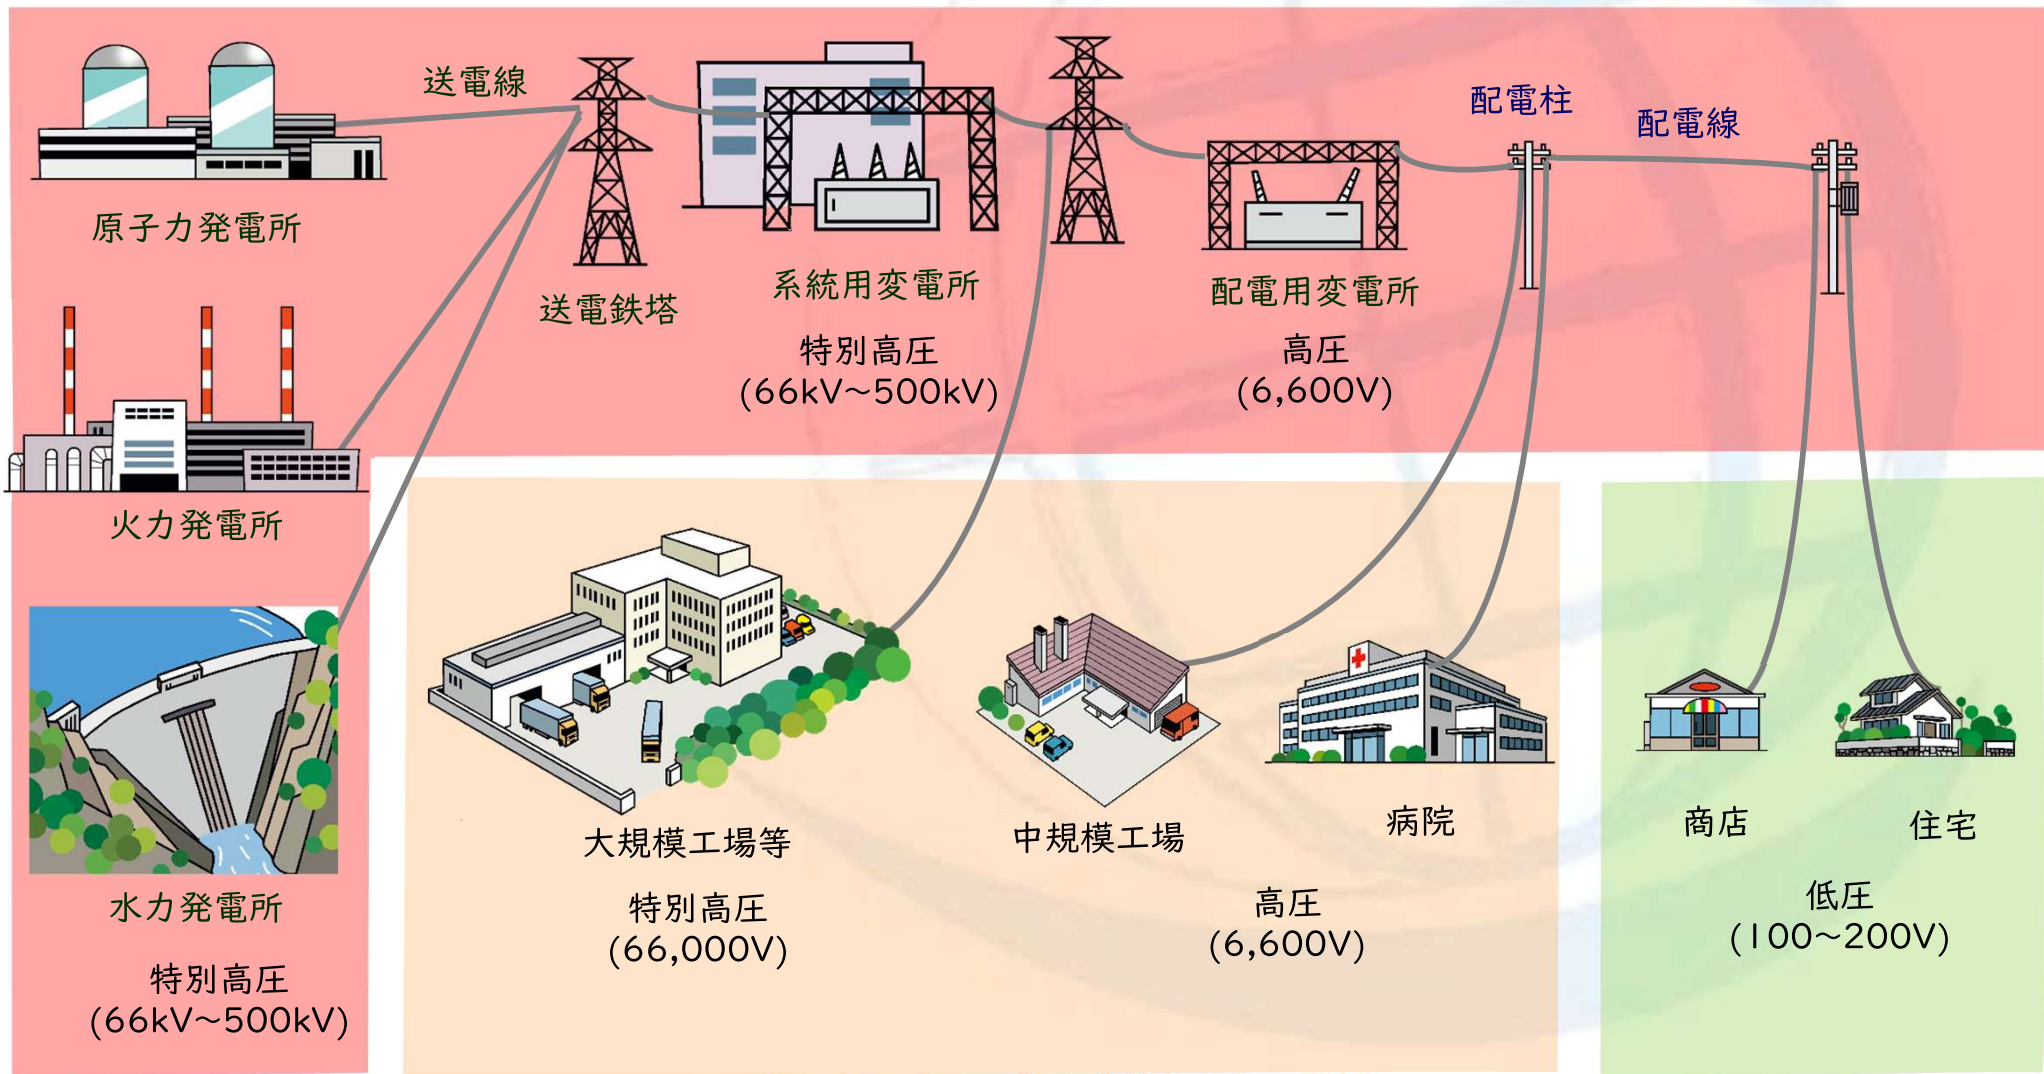 送電線
配電柱
配電線
原子力発電所
送電鉄塔
系統用変電所
特別高圧
(66kV~500kV)
配電用変電所
高圧
(6,600V)
火力発電所
水力発電所
特別高圧
(66kV~500kV)
大規模工場等
特別高圧
(66,000V)
中規模工場
病院
高圧
(6,600V)
商店
住宅
低圧
(100~200V)